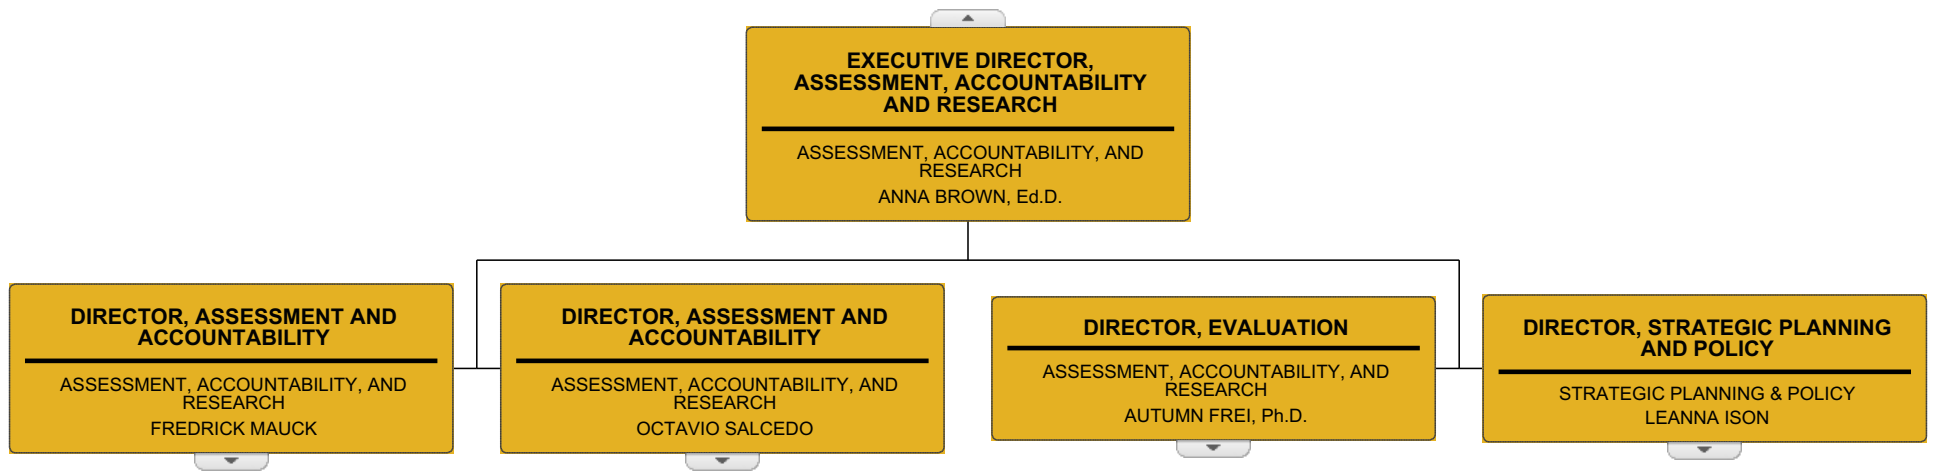 EXECUTIVE DIRECTOR,
ASSESSMENT, ACCOUNTABILITY
AND RESEARCH
ASSESSMENT, ACCOUNTABILITY, AND
RESEARCH
ANNA BROWN, Ed.D.
DIRECTOR, ASSESSMENT AND
ACCOUNTABILITY
ASSESSMENT, ACCOUNTABILITY, AND
RESEARCH
FREDRICK MAUCK
DIRECTOR, ASSESSMENT AND
ACCOUNTABILITY
ASSESSMENT, ACCOUNTABILITY, AND
RESEARCH
OCTAVIO SALCEDO
DIRECTOR, EVALUATION
ASSESSMENT, ACCOUNTABILITY, AND
RESEARCH
AUTUMN FREI, Ph.D.
DIRECTOR, STRATEGIC PLANNING
AND POLICY
STRATEGIC PLANNING & POLICY
LEANNA ISON